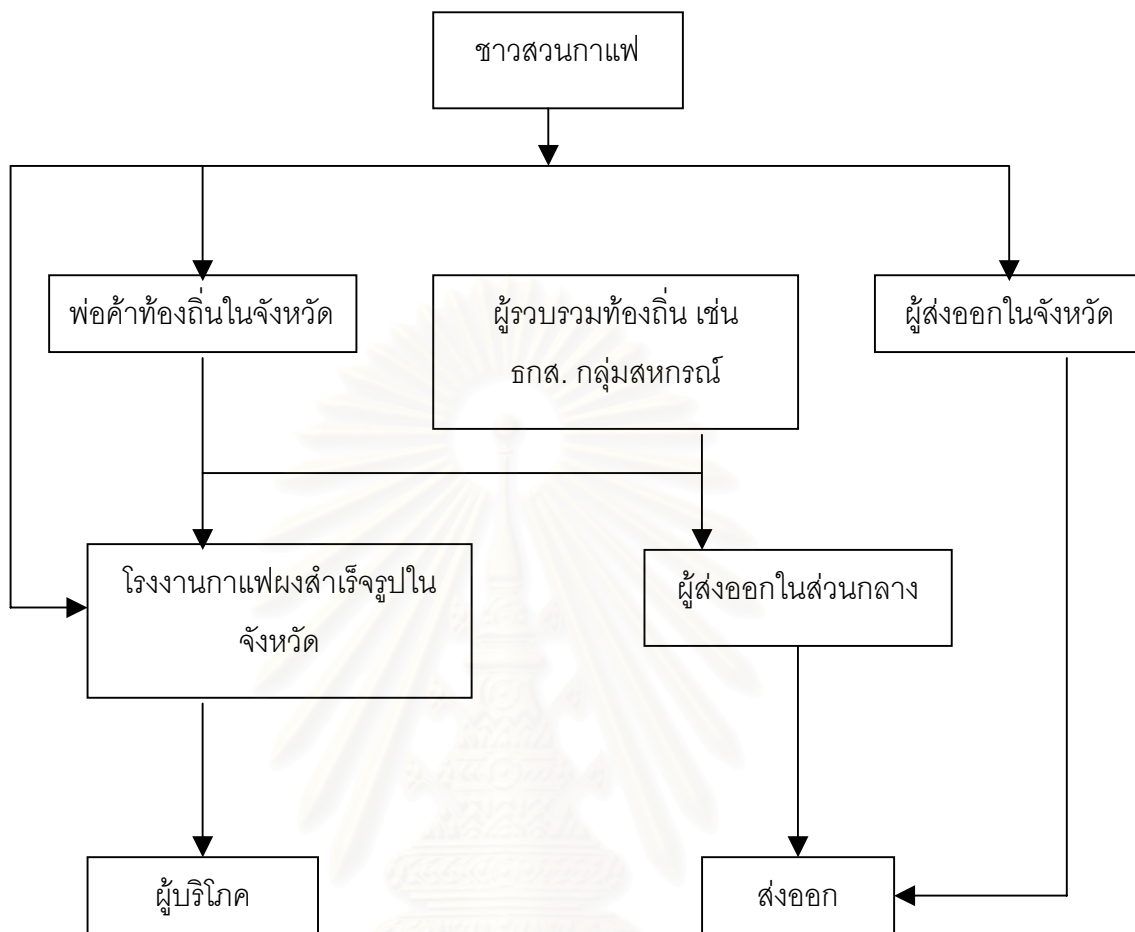 ชาวสวนกาแฟ
พ่อค้าท้องถิ่นในจังหวัด
ผู้รวบรวมท้องถิ่น เช่น
ธกส. กลุ่มสหกรณ์
ผู้ส่งออกในจังหวัด
โรงงานกาแฟผงสำเร็จรูปใน
จังหวัด
ผู้ส่งออกในส่วนกลาง
ผู้บริโภค
ส่งออก